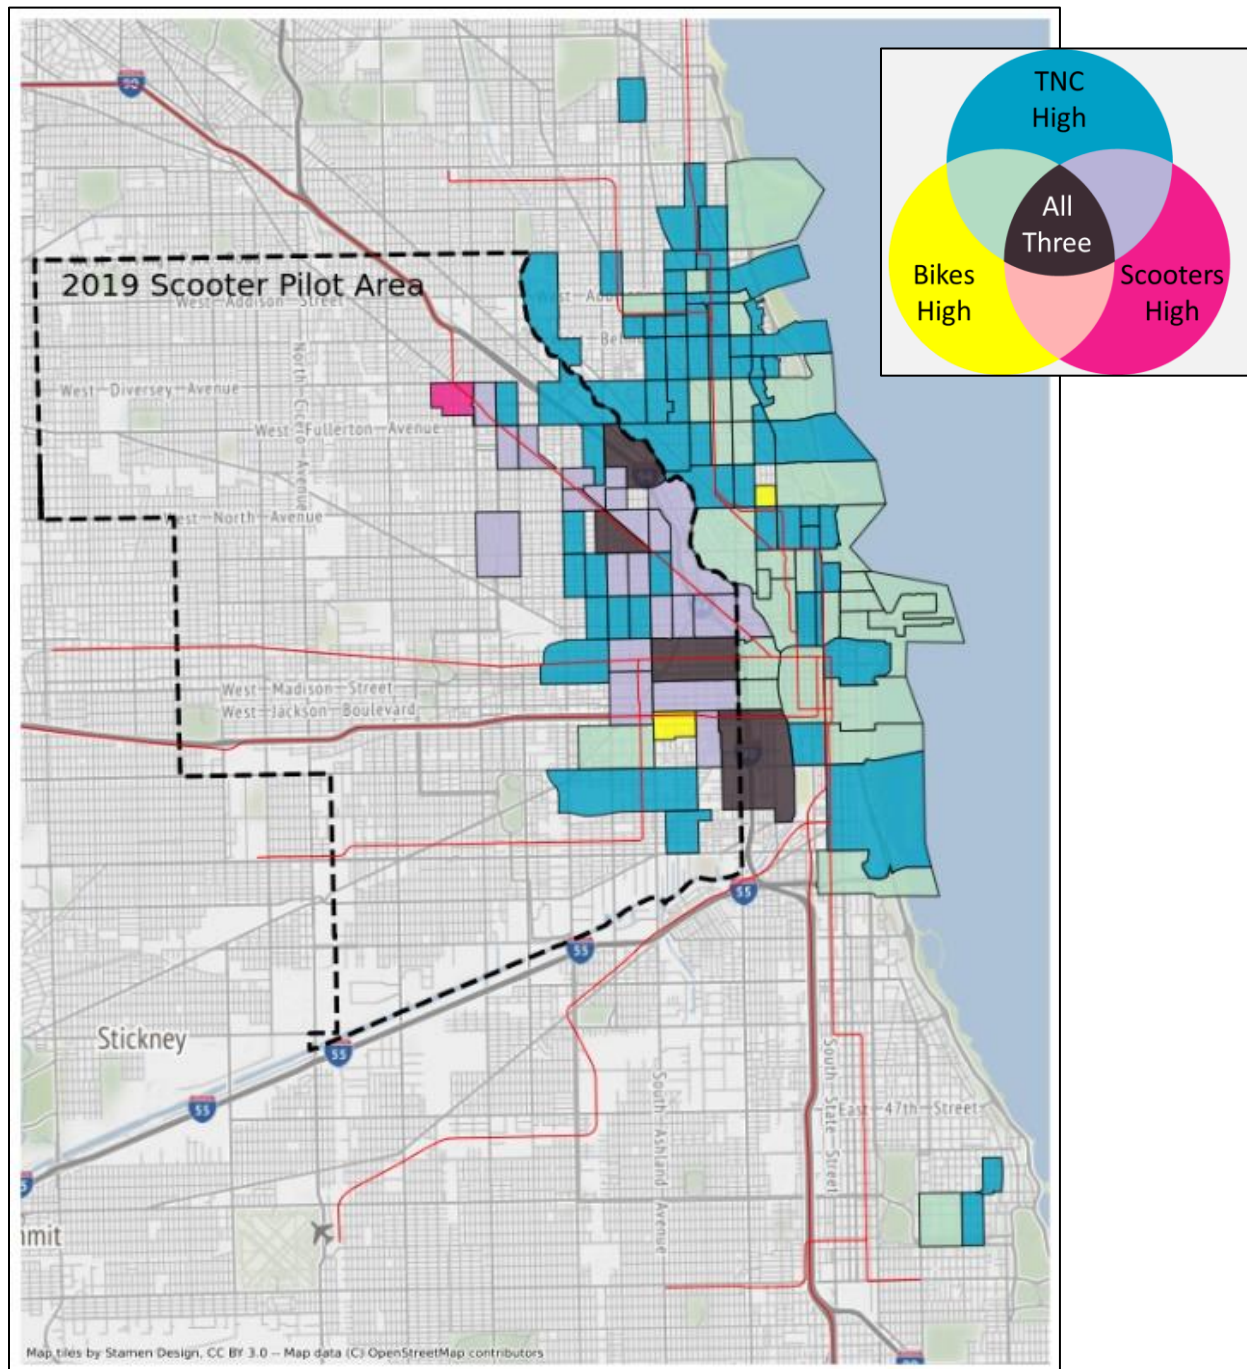 TNC
High
All
Three
Bikes
High
Scooters
High
90
2019 Scooter Pilot Area
West Addison Street
North Cicero Avenue
West Diversey Avenue
West Fullerton Avenue
West North Avenue
West Madison Street
West Jackson Boulevard
55
55
Stickney
55
55
South Ashland Avenue
South State Street
East 47th Street
mmit
Map tiles by Stamen Design, CC BY 3.0 -- Map data (C) OpenStreetMap contributors